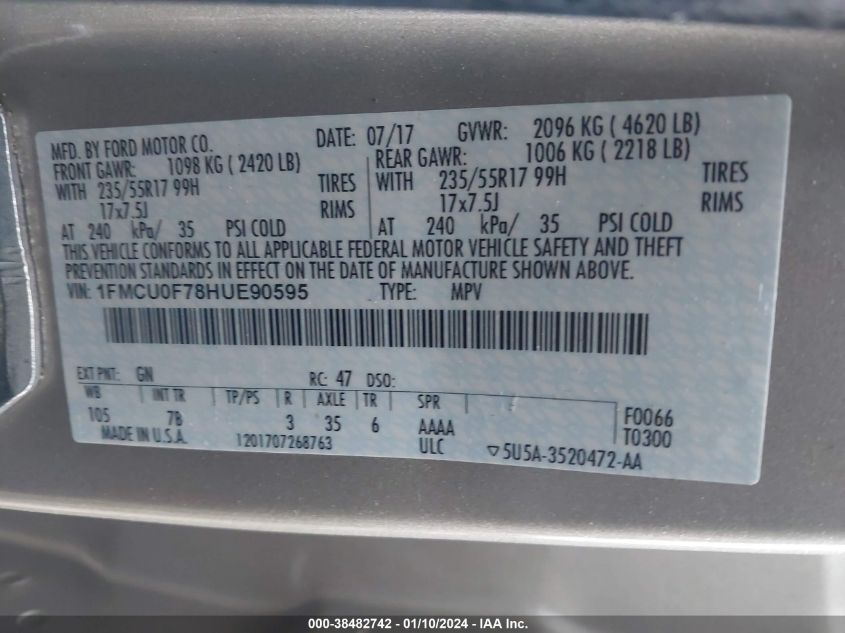 MFD. BY FORD MOTOR CO. DATE: 07/17 GVWR: 2096 KG ( 4620 LB)
FRONT GAWR: 1098 KG ( 2420 LB) REAR GAWR: 1006 KG ( 2218 LB)
WITH 235/55R17 99H TIRES WITH 235/55R17 99H TIRES
17x7.5J RIMS 17x7.5J RIMS
AT 240 kPa/ 35 PSI COLD AT 240 kPa/ 35 PSI COLD
THIS VEHICLE CONFORMS TO ALL APPLICABLE FEDERAL MOTOR VEHICLE SAFETY AND THEFT
PREVENTION STANDARDS IN EFFECT ON THE DATE OF MANUFACTURE SHOWN ABOVE.
VIN: 1FMCU0F78HUE90595 TYPE: MPV
EXT PNT: GN RC: 47 DSO:
WB INT TR TP/PS R AXLE TR SPR
105 7B 3 35 6 AAAA F0066
MADE IN U.S.A. 1201707268763 ULC T0300
▽5U5A-3520472-AA
000-38482742 - 01/10/2024 - IAA Inc.